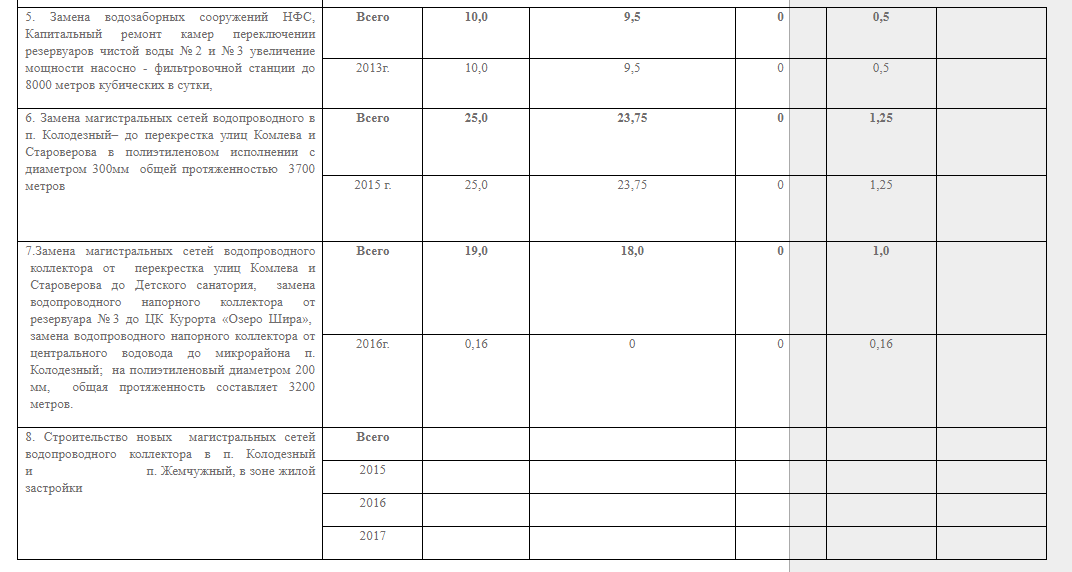 5. Замена водозаборных сооружений НФС,
Капитальный ремонт камер переключении
резервуаров чистой воды №2 и №3 увеличение
мощности насосно - фильтровочной станции до
8000 метров кубических в сутки,
Всего 10,0 9,5 0 0,5
2013г. 10,0 9,5 0 0,5
6. Замена магистральных сетей водопроводного в
п. Колодезный– до перекрестка улиц Комлева и
Староверова в полиэтиленовом исполнении с
диаметром 300мм общей протяженностью 3700
метров
Всего 25,0 23,75 0 1,25
2015 г. 25,0 23,75 0 1,25
7.Замена магистральных сетей водопроводного
коллектора от перекрестка улиц Комлева и
Староверова до Детского санатория, замена
водопроводного напорного коллектора от
резервуара №3 до ЦК Курорта «Озеро Шира»,
замена водопроводного напорного коллектора от
центрального водовода до микрорайона п.
Колодезный; на полиэтиленовый диаметром 200
мм, общая протяженность составляет 3200
метров.
Всего 19,0 18,0 0 1,0
2016г. 0,16 0 0 0,16
8. Строительство новых магистральных сетей
водопроводного коллектора в п. Колодезный
и п. Жемчужный, в зоне жилой
застройки
Всего
2015
2016
2017